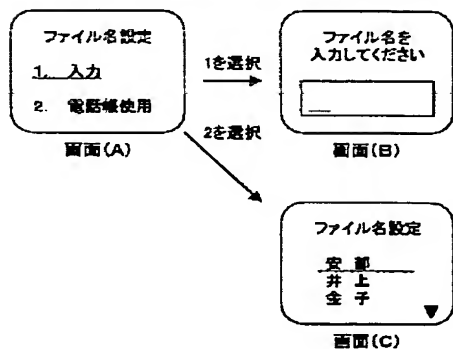 ファイル名設定
1. 入力
2. 電話帳使用
画面(A)
1を選択
2を選択
ファイル名を
入力してください
画面(B)
ファイル名設定
安 部
井 上
金 子
▼
画面(C)